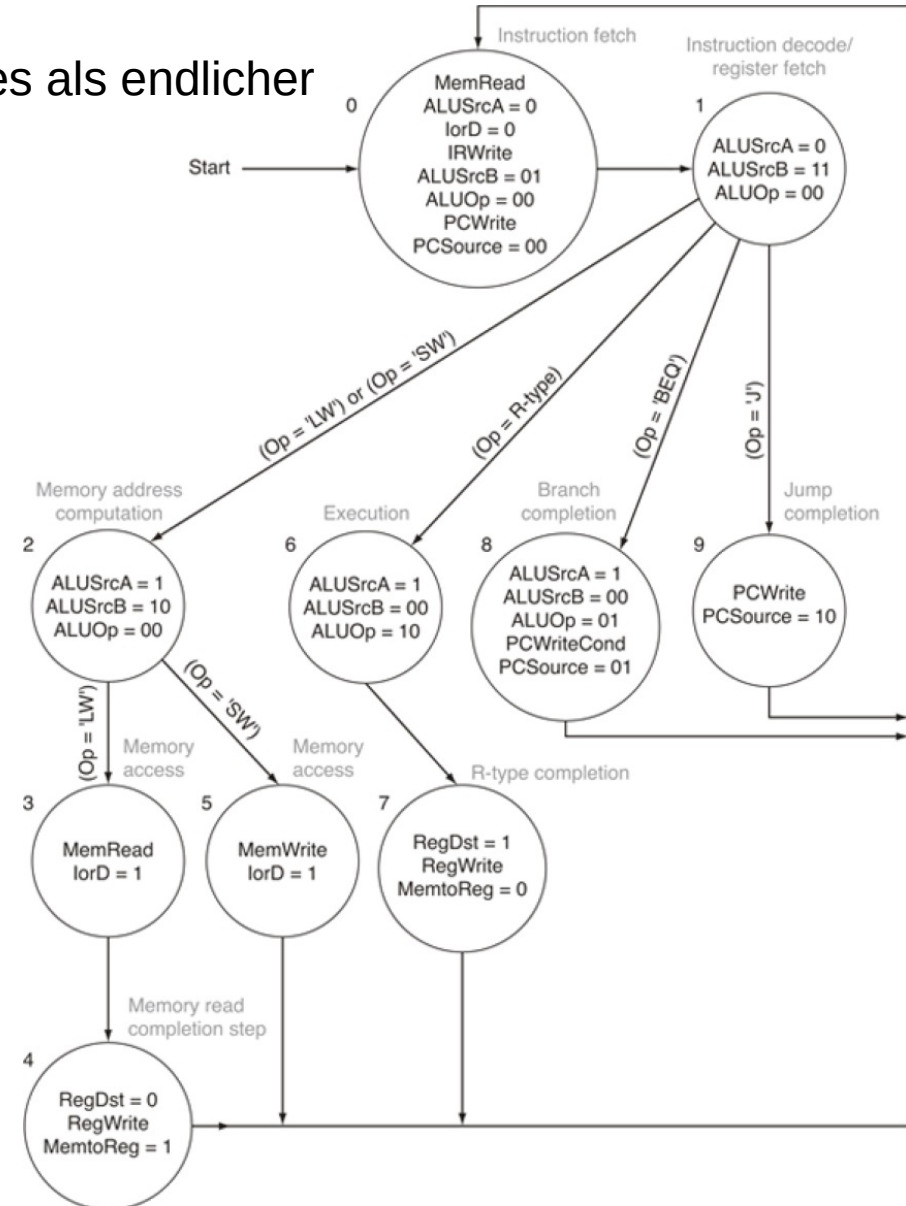 es als endlicher
Instruction fetch
0
MemRead
ALUSrcA = 0
IorD = 0
IRWrite
ALUSrcB = 01
ALUOp = 00
PCWrite
PCSource = 00
Start
Instruction decode/
register fetch
1
ALUSrcA = 0
ALUSrcB = 11
ALUOp = 00
(Op = 'LW') or (Op = 'SW')
(Op = R-type)
(Op = 'BEQ')
(Op = 'J')
Memory address
computation
2
ALUSrcA = 1
ALUSrcB = 10
ALUOp = 00
Execution
6
ALUSrcA = 1
ALUSrcB = 00
ALUOp = 10
Branch
completion
8
ALUSrcA = 1
ALUSrcB = 00
ALUOp = 01
PCWriteCond
PCSource = 01
Jump
completion
9
PCWrite
PCSource = 10
(Op = 'LW')
(Op = 'SW')
Memory
access
3
MemRead
IorD = 1
Memory
access
5
MemWrite
IorD = 1
R-type completion
7
RegDst = 1
RegWrite
MemtoReg = 0
Memory read
completion step
4
RegDst = 0
RegWrite
MemtoReg = 1